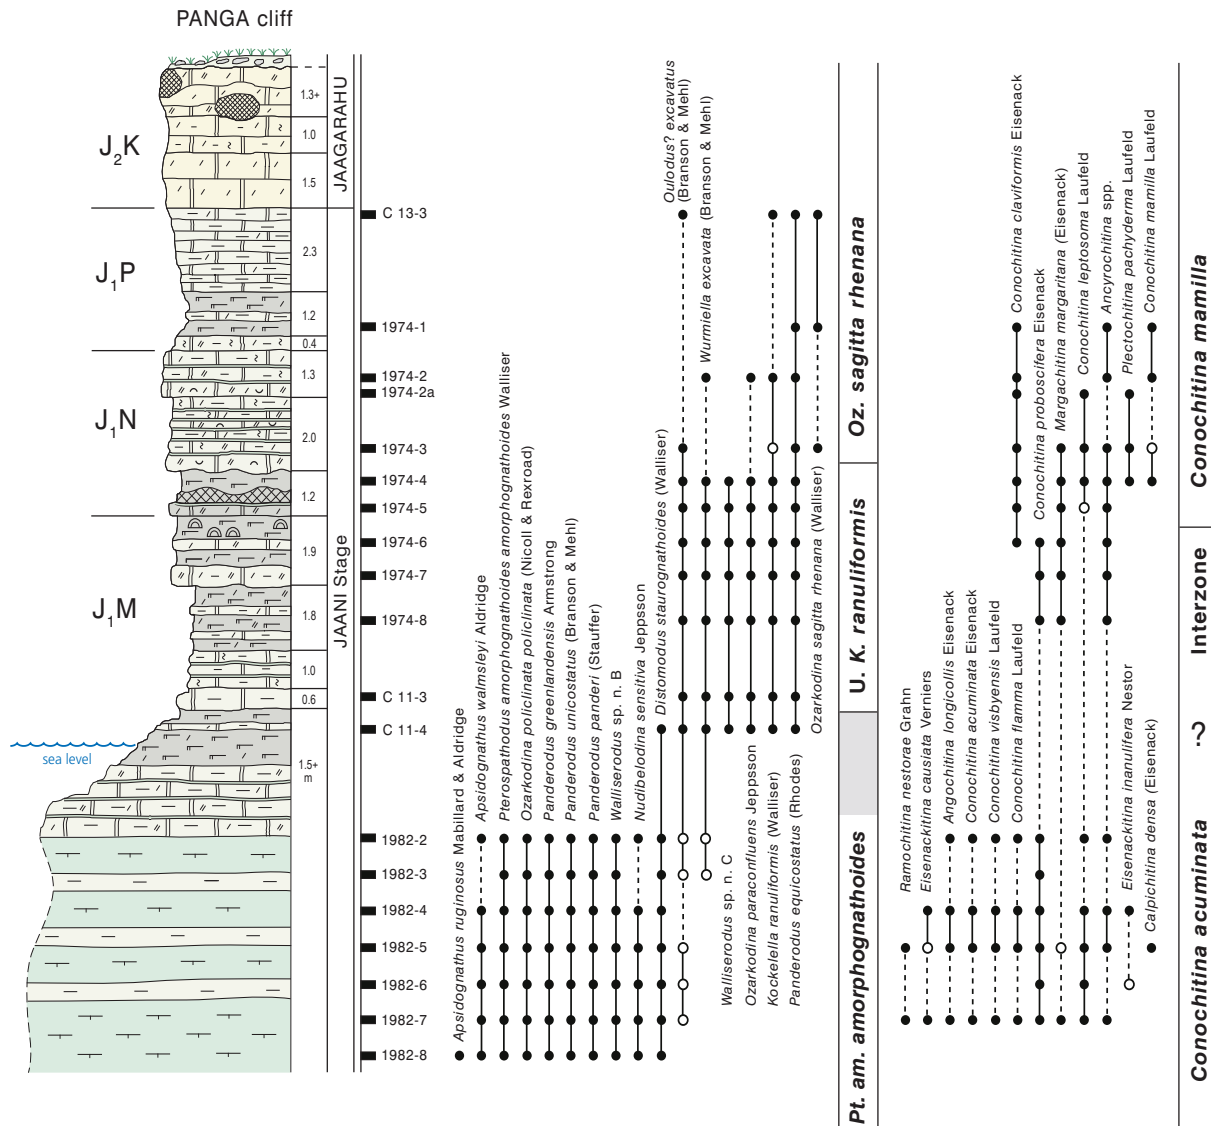 PANGA cliff
J2K
J1P
J1N
J1M
sea level
1.3+
1.0
1.5
2.3
1.2
0.4
1.3
2.0
1.2
1.9
1.8
1.0
0.6
1.5+
m
JAAGARAHU
JAANI Stage
C 13-3
1974-1
1974-2
1974-2a
1974-3
1974-4
1974-5
1974-6
1974-7
1974-8
C 11-3
C 11-4
1982-2
1982-3
1982-4
1982-5
1982-6
1982-7
1982-8
Apsidognathus ruginosus Mabillard & Aldridge
Apsidognathus walmsleyi Aldridge
Pterospathodus amorphognathoides amorphognathoides Walliser
Ozarkodina policlinata policlinata (Nicoll & Rexroad)
Panderodus greenlandensis Armstrong
Panderodus unicostatus (Branson & Mehl)
Panderodus panderi (Stauffer)
Walliserodus sp. n. B
Nudibelodina sensitiva Jeppsson
Distomodus staurognathoides (Walliser)
Oulodus? excavatus
(Branson & Mehl)
Wurmiella excavata (Branson & Mehl)
Walliserodus sp. n. C
Ozarkodina paraconfluens Jeppsson
Kockelella ranuliformis (Walliser)
Panderodus equicostatus (Rhodes)
Ozarkodina sagitta rhenana (Walliser)
Oz. sagitta rhenana
U. K. ranuliformis
Pt. am. amorphognathoides
Ramochitina nestorae Grahn
Eisenackitina causiata Verniers
Angochitina longicollis Eisenack
Conochitina acuminata Eisenack
Conochitina visbyensis Laufeld
Conochitina flamma Laufeld
Conochitina claviformis Eisenack
Conochitina proboscifera Eisenack
Margachitina margaritana (Eisenack)
Conochitina leptosoma Laufeld
Ancyrochitina spp.
Plectochitina pachyderma Laufeld
Conochitina mamilla Laufeld
Eisenackitina inanulifera Nestor
Calpichitina densa (Eisenack)
Conochitina mamilla
Interzone
?
Conochitina acuminata